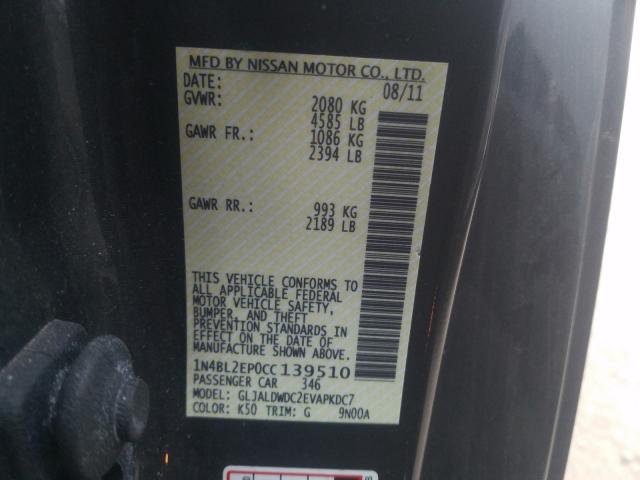 MFD BY NISSAN MOTOR CO., LTD.
DATE: 08/11
GVWR: 2080 KG
4585 LB
GAWR FR.: 1086 KG
2394 LB
GAWR RR.: 993 KG
2189 LB
THIS VEHICLE CONFORMS TO
ALL APPLICABLE FEDERAL
MOTOR VEHICLE SAFETY,
BUMPER, AND THEFT
PREVENTION STANDARDS IN
EFFECT ON THE DATE OF
MANUFACTURE SHOWN ABOVE.
1N4BL2EP0CC139510
PASSENGER CAR 346
MODEL: GLJALDWDC2EVAPKDC7
COLOR: K50 TRIM: G 9N00A